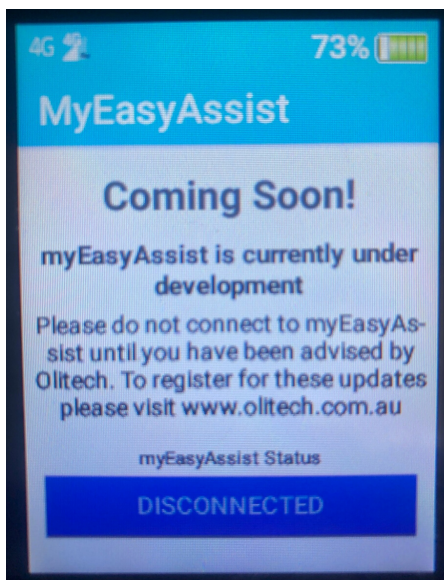 4G 4G 73%
MyEasyAssist
Coming Soon!
myEasyAssist is currently under
development
Please do not connect to myEasyAs-
sist until you have been advised by
Olitech. To register for these updates
please visit www.olitech.com.au
myEasyAssist Status
DISCONNECTED